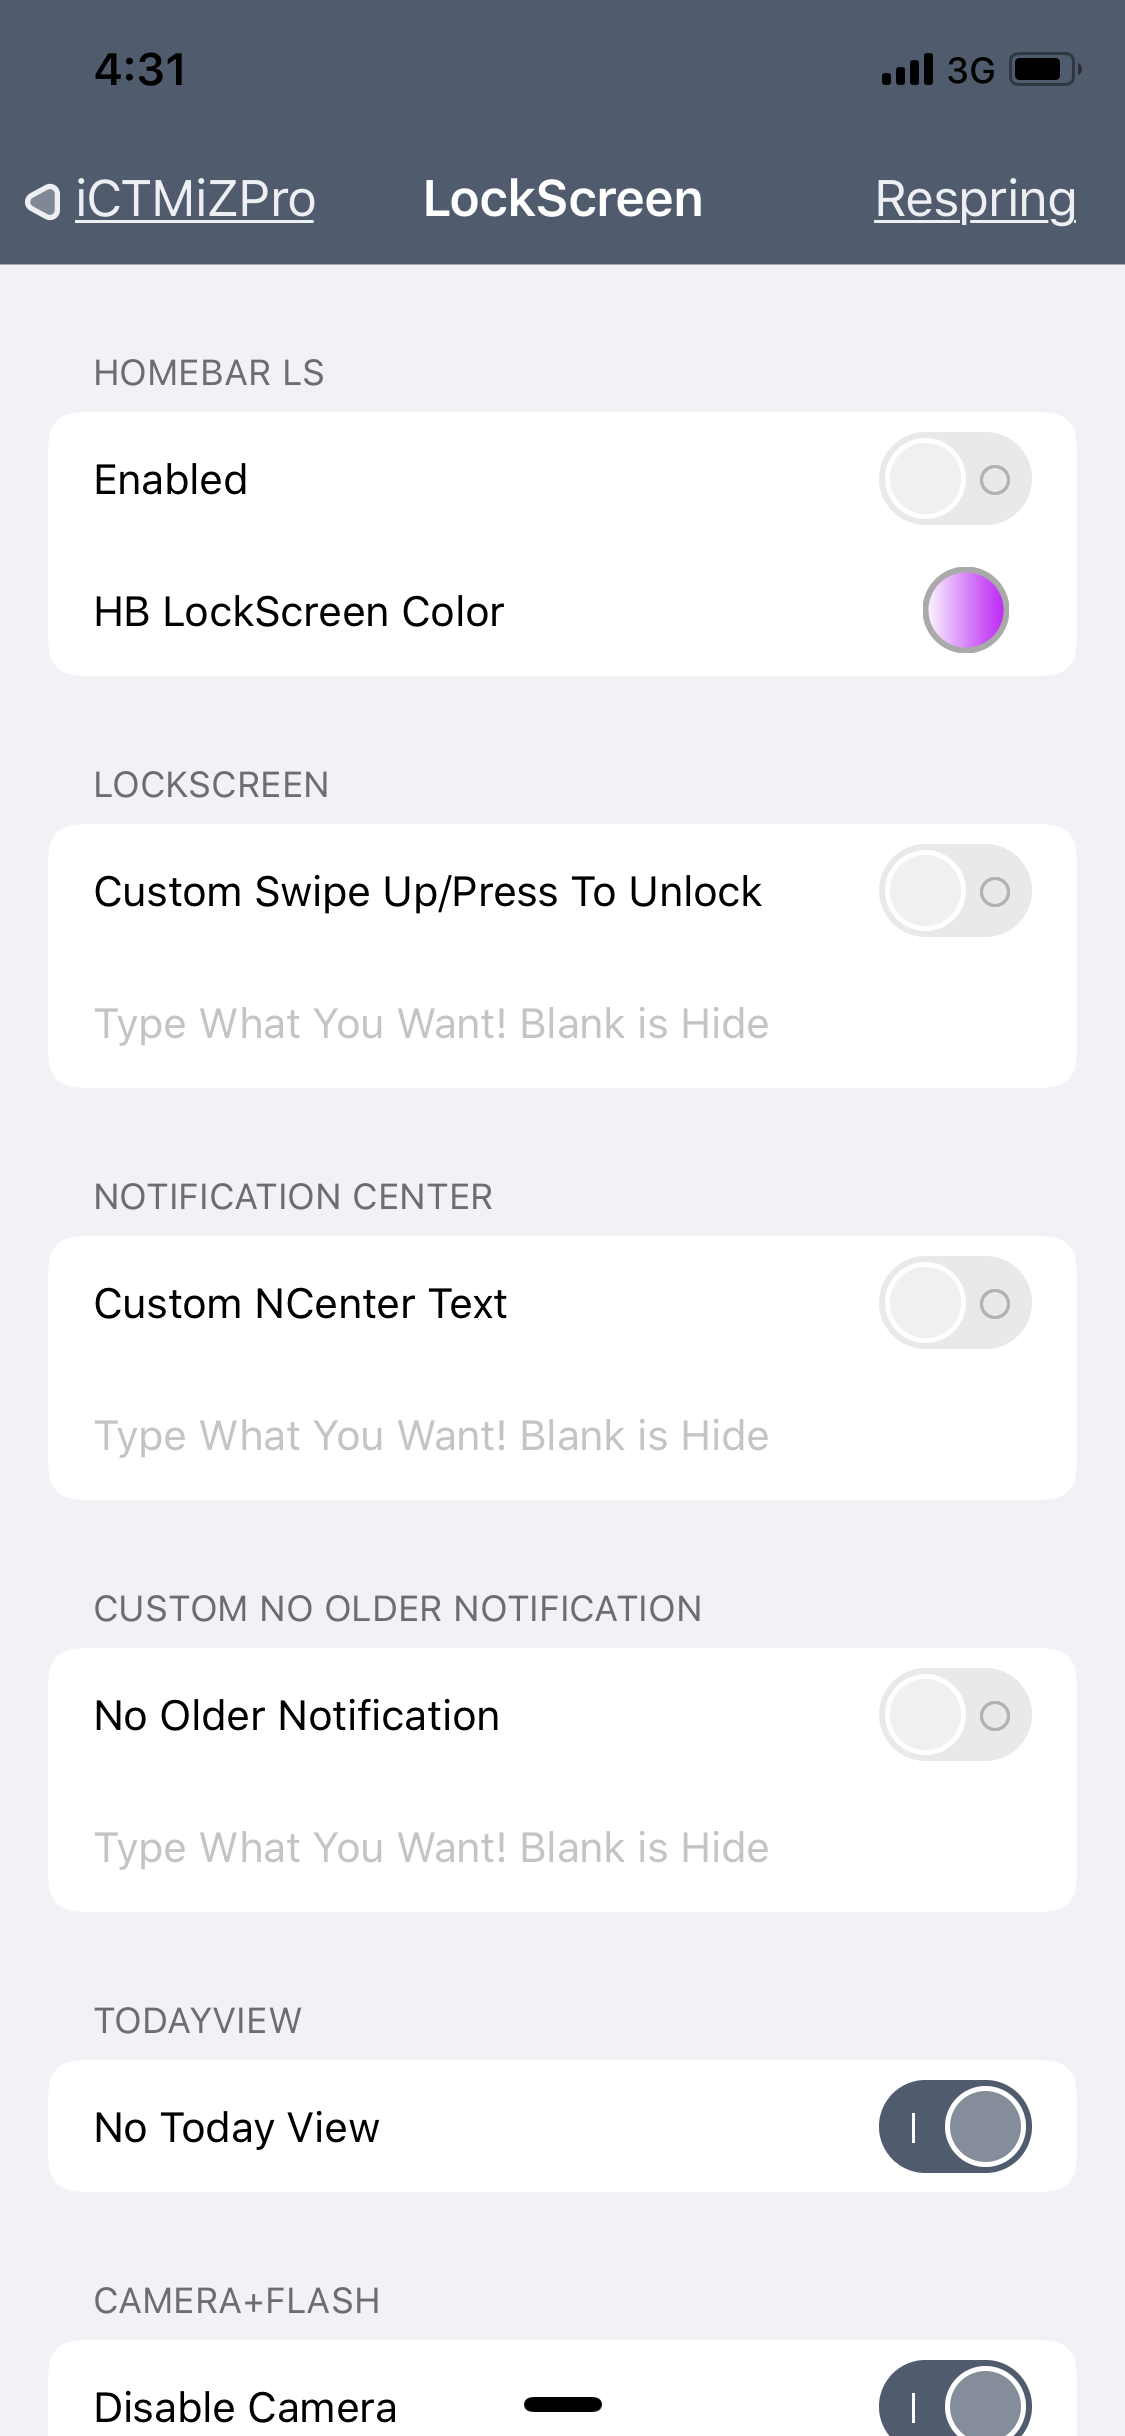 4:31
3G
iCTMiZPro
LockScreen
Respring
HOMEBAR LS
Enabled
HB LockScreen Color
LOCKSCREEN
Custom Swipe Up/Press To Unlock
Type What You Want! Blank is Hide
NOTIFICATION CENTER
Custom NCenter Text
Type What You Want! Blank is Hide
CUSTOM NO OLDER NOTIFICATION
No Older Notification
Type What You Want! Blank is Hide
TODAYVIEW
No Today View
CAMERA+FLASH
Disable Camera